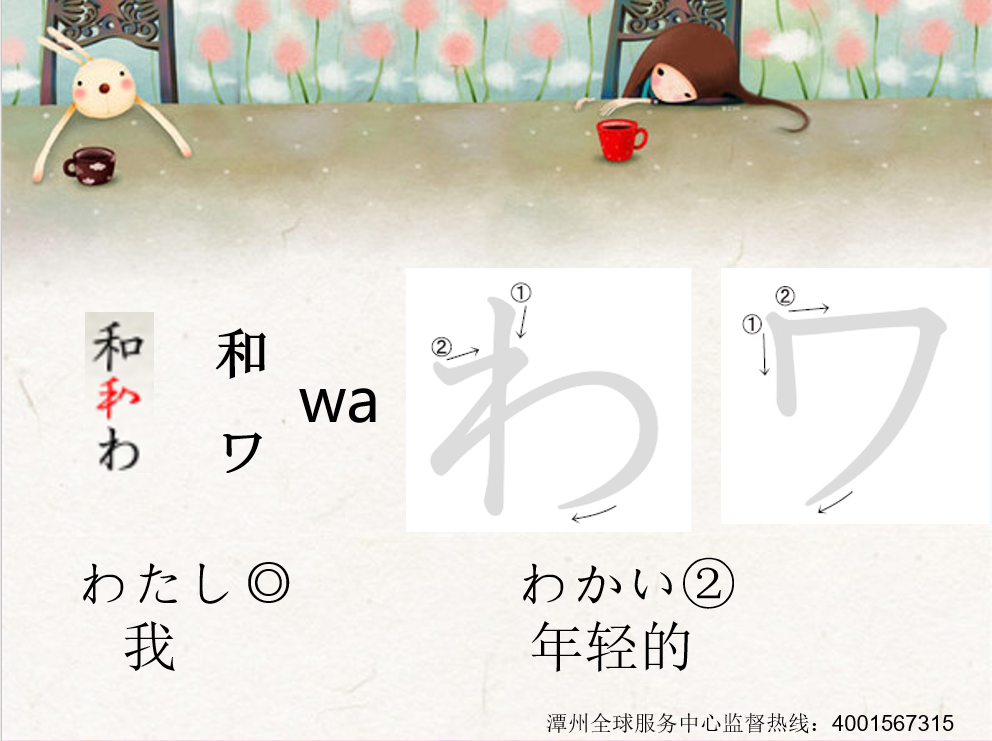 和
和
わ
和
ワ
wa
①
②
①
②
わたし◎
我
わかい②
年轻的
潭州全球服务中心监督热线：4001567315